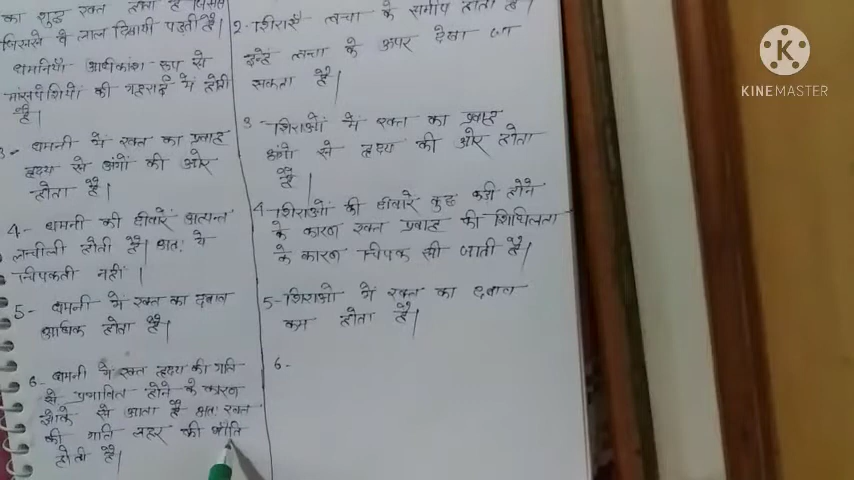 का शुद्ध रक्त होता है जिससे
जिससे ये लाल दिखायी पड़ती है।
धमनियाँ अधिकांश रूप से
मांसपेशियों की गहराई में होती
है।
3- धमनी में रक्त का प्रवाह
हृदय से अंगों की ओर
होता है।
4- धमनी की दीवारें अत्यन्त
लचीली होती है। अतः ये
चिपकती नहीं ।
5- धमनी में रक्त का दबाव
अधिक होता है।
6- धमनी में रक्त हृदय की गति
से प्रभावित होने के कारण
झोके से आता है अतः रक्त
की गति लहर की भाँति
होती है।
2- शिराएँ त्वचा के समीप होती है
इन्हें त्वचा के ऊपर देखा जा
सकता है।
3- शिराओं में रक्त का प्रवाह
अंगो से हृदय की ओर होता
है।
4- शिराओं की दीवारे कुछ कड़ी होने
के कारण रक्त प्रवाह की शिथिलता
के कारण चिपक सी जाती है।
5- शिराओ में रक्त का दबाव
कम होता है।
6-
KINEMASTER